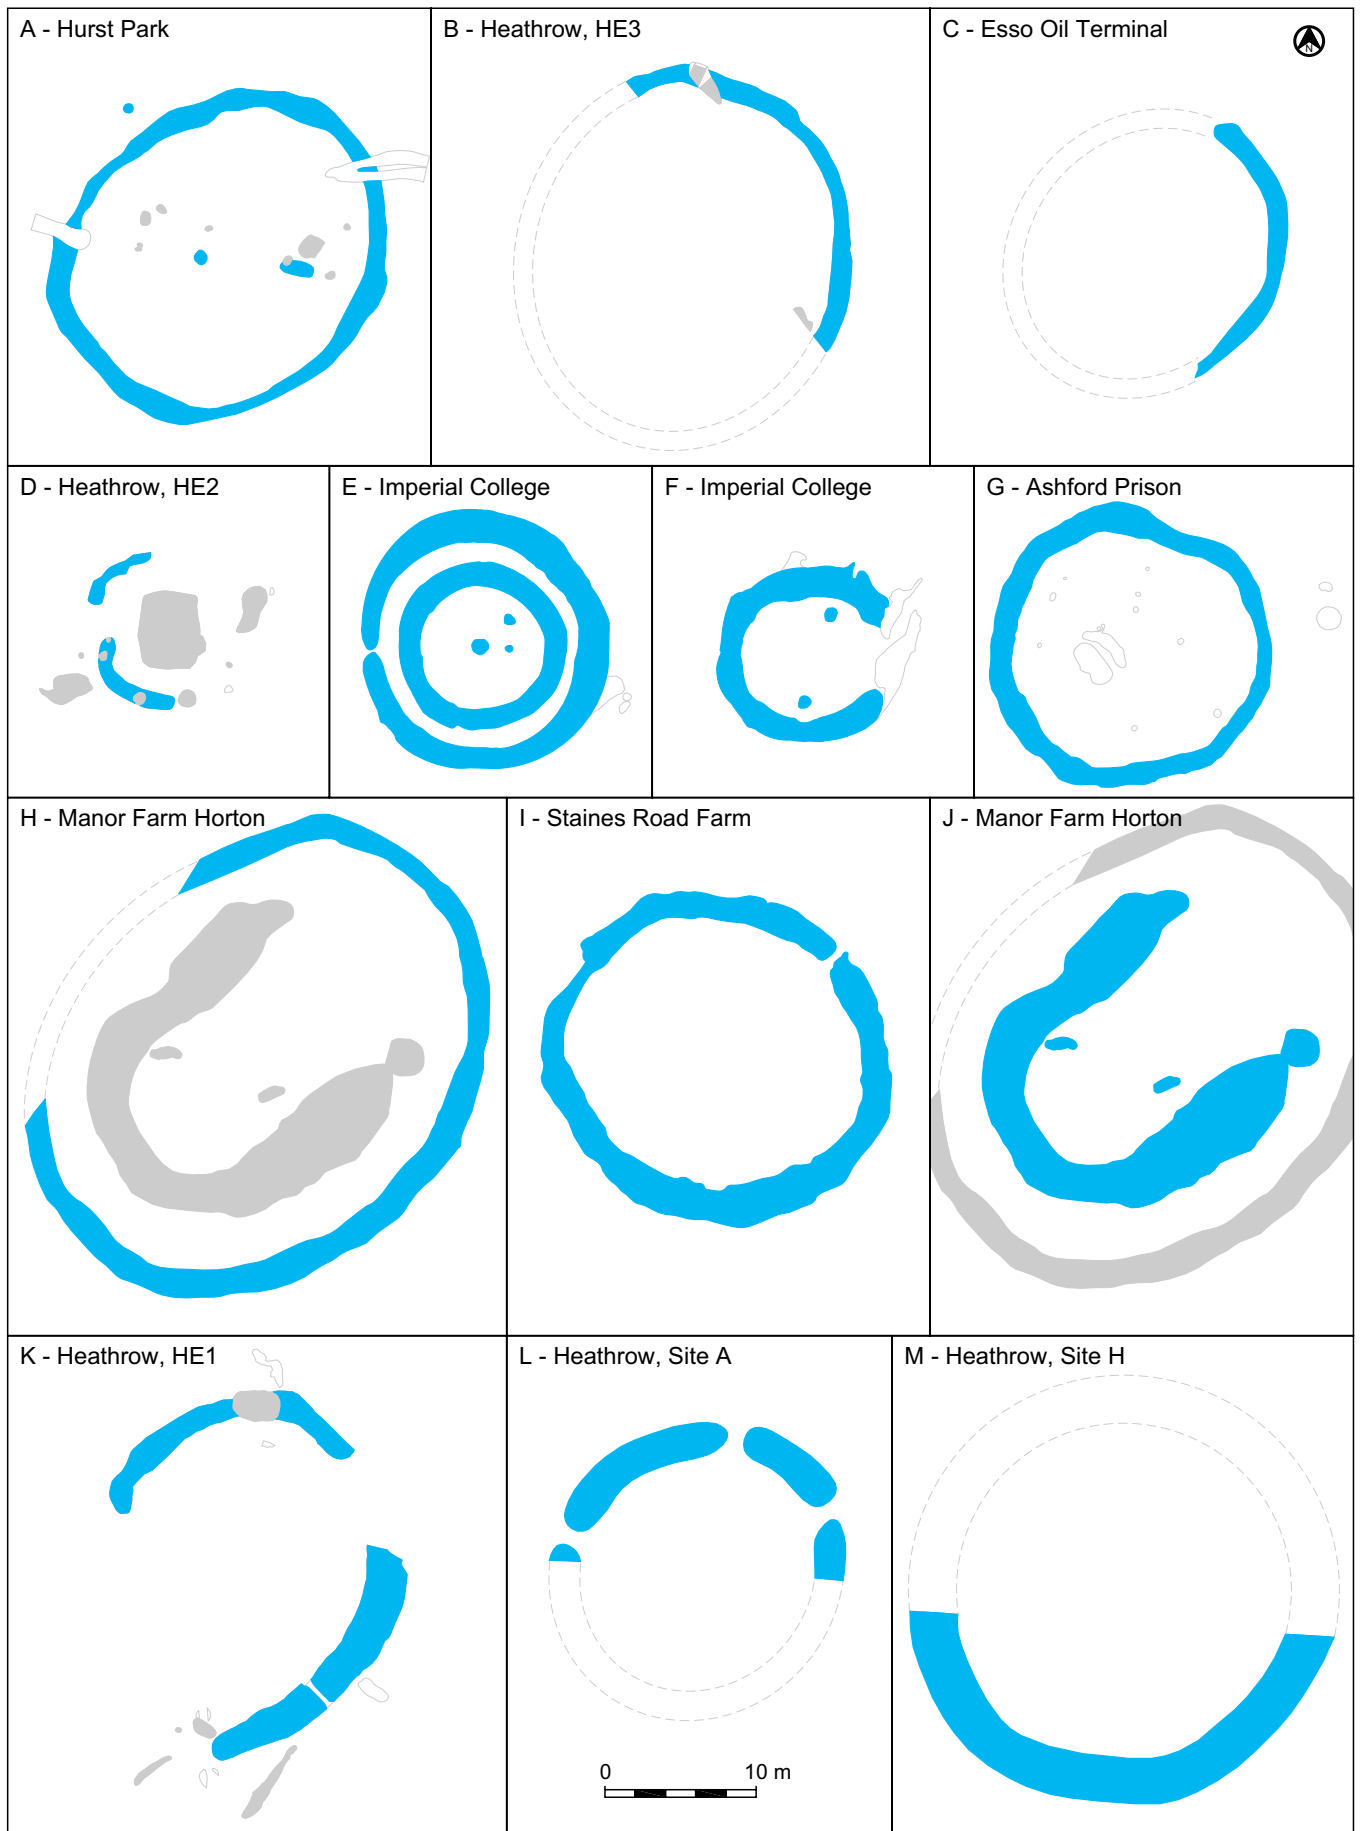 A - Hurst Park
B - Heathrow, HE3
C - Esso Oil Terminal
N
D - Heathrow, HE2
E - Imperial College
F - Imperial College
G - Ashford Prison
H - Manor Farm Horton
I - Staines Road Farm
J - Manor Farm Horton
K - Heathrow, HE1
L - Heathrow, Site A
M - Heathrow, Site H
0 10 m